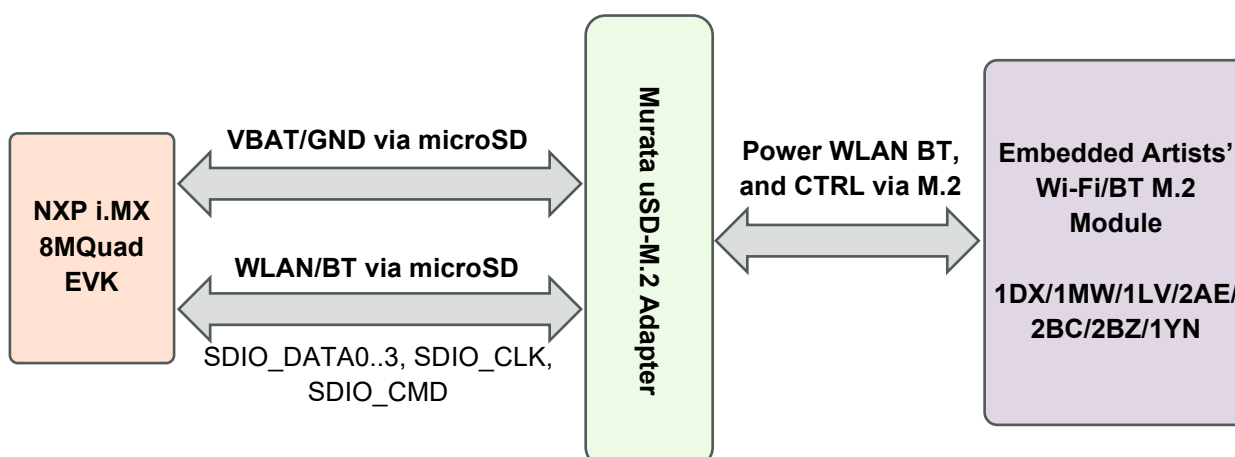 NXP i.MX
8MQuad
EVK
VBAT/GND via microSD
WLAN/BT via microSD
SDIO_DATA0..3, SDIO_CLK,
SDIO_CMD
Murata uSD-M.2 Adapter
Power WLAN BT,
and CTRL via M.2
Embedded Artists’
Wi-Fi/BT M.2
Module
1DX/1MW/1LV/2AE/
2BC/2BZ/1YN